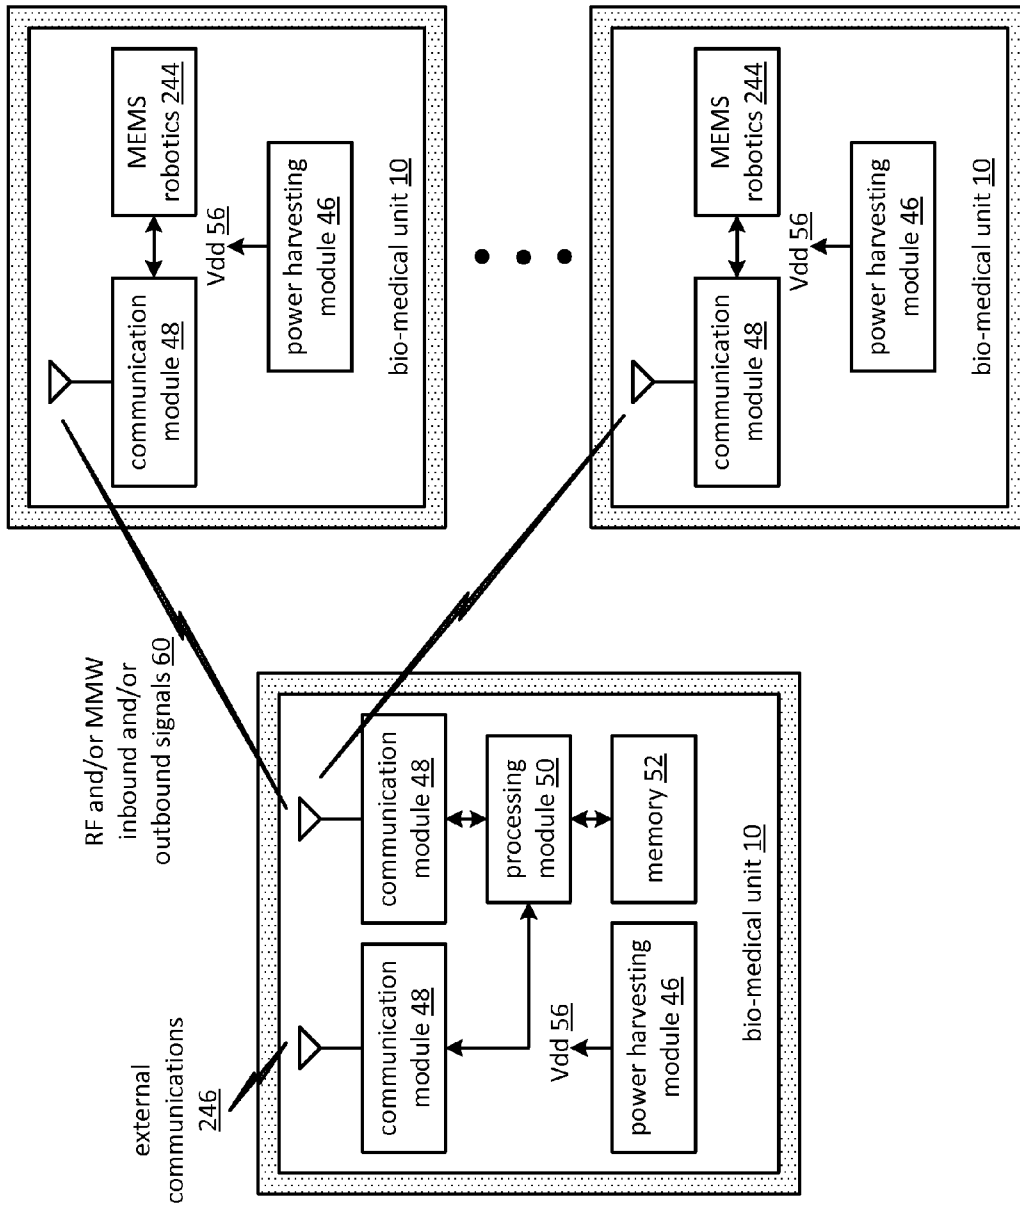 external
communications
246
RF and/or MMW
inbound and/or
outbound signals 60
communication
module 48
communication
module 48
processing
module 50
Vdd 56
power harvesting
module 46
memory 52
bio-medical unit 10
communication
module 48
MEMS
robotics 244
Vdd 56
power harvesting
module 46
bio-medical unit 10
communication
module 48
MEMS
robotics 244
Vdd 56
power harvesting
module 46
bio-medical unit 10